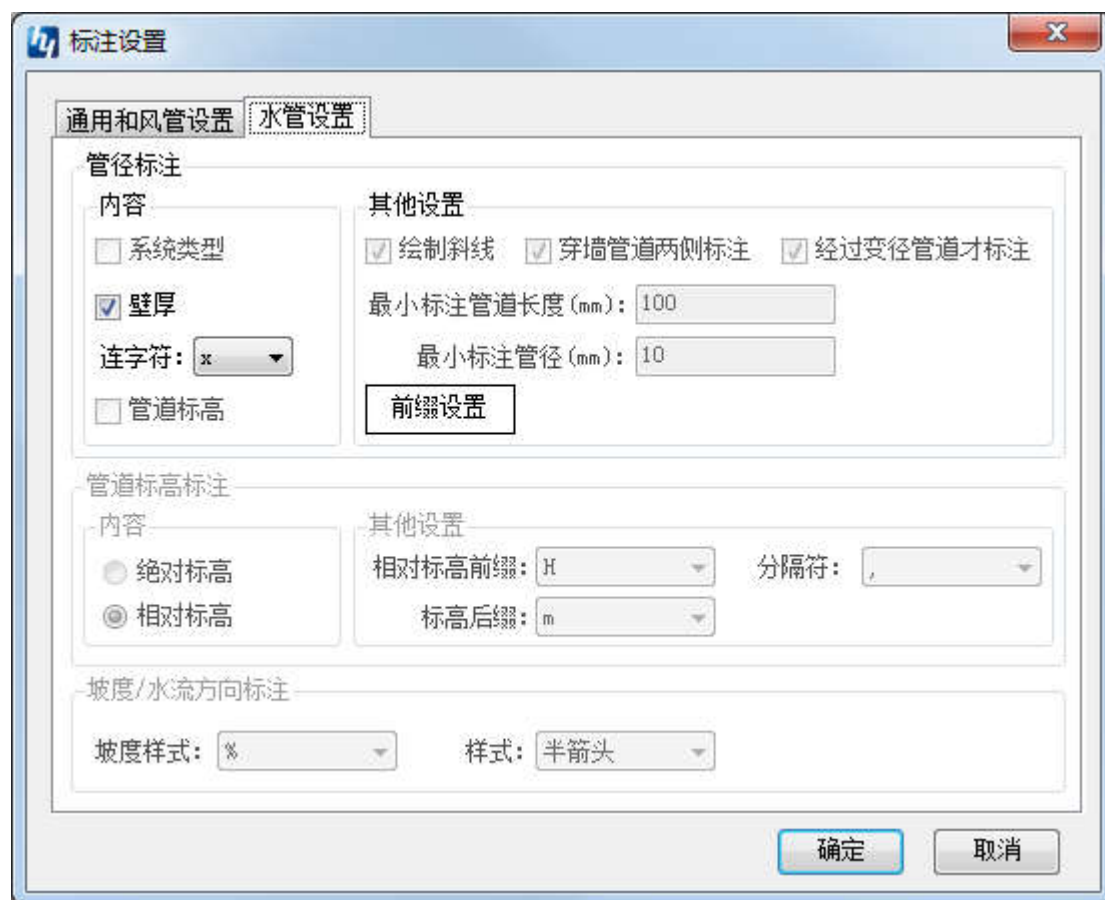 hy 标注设置
通用和风管设置 水管设置
管径标注
内容 其他设置
系统类型 绘制斜线 穿墙管道两侧标注 经过变径管道才标注
壁厚 最小标注管道长度(mm): 100
连字符: x 最小标注管径(mm): 10
管道标高 前缀设置
管道标高标注
内容 其他设置
绝对标高 相对标高前缀: H 分隔符: ,
相对标高 标高后缀: m
坡度/水流方向标注
坡度样式: % 样式: 半箭头
确定 取消